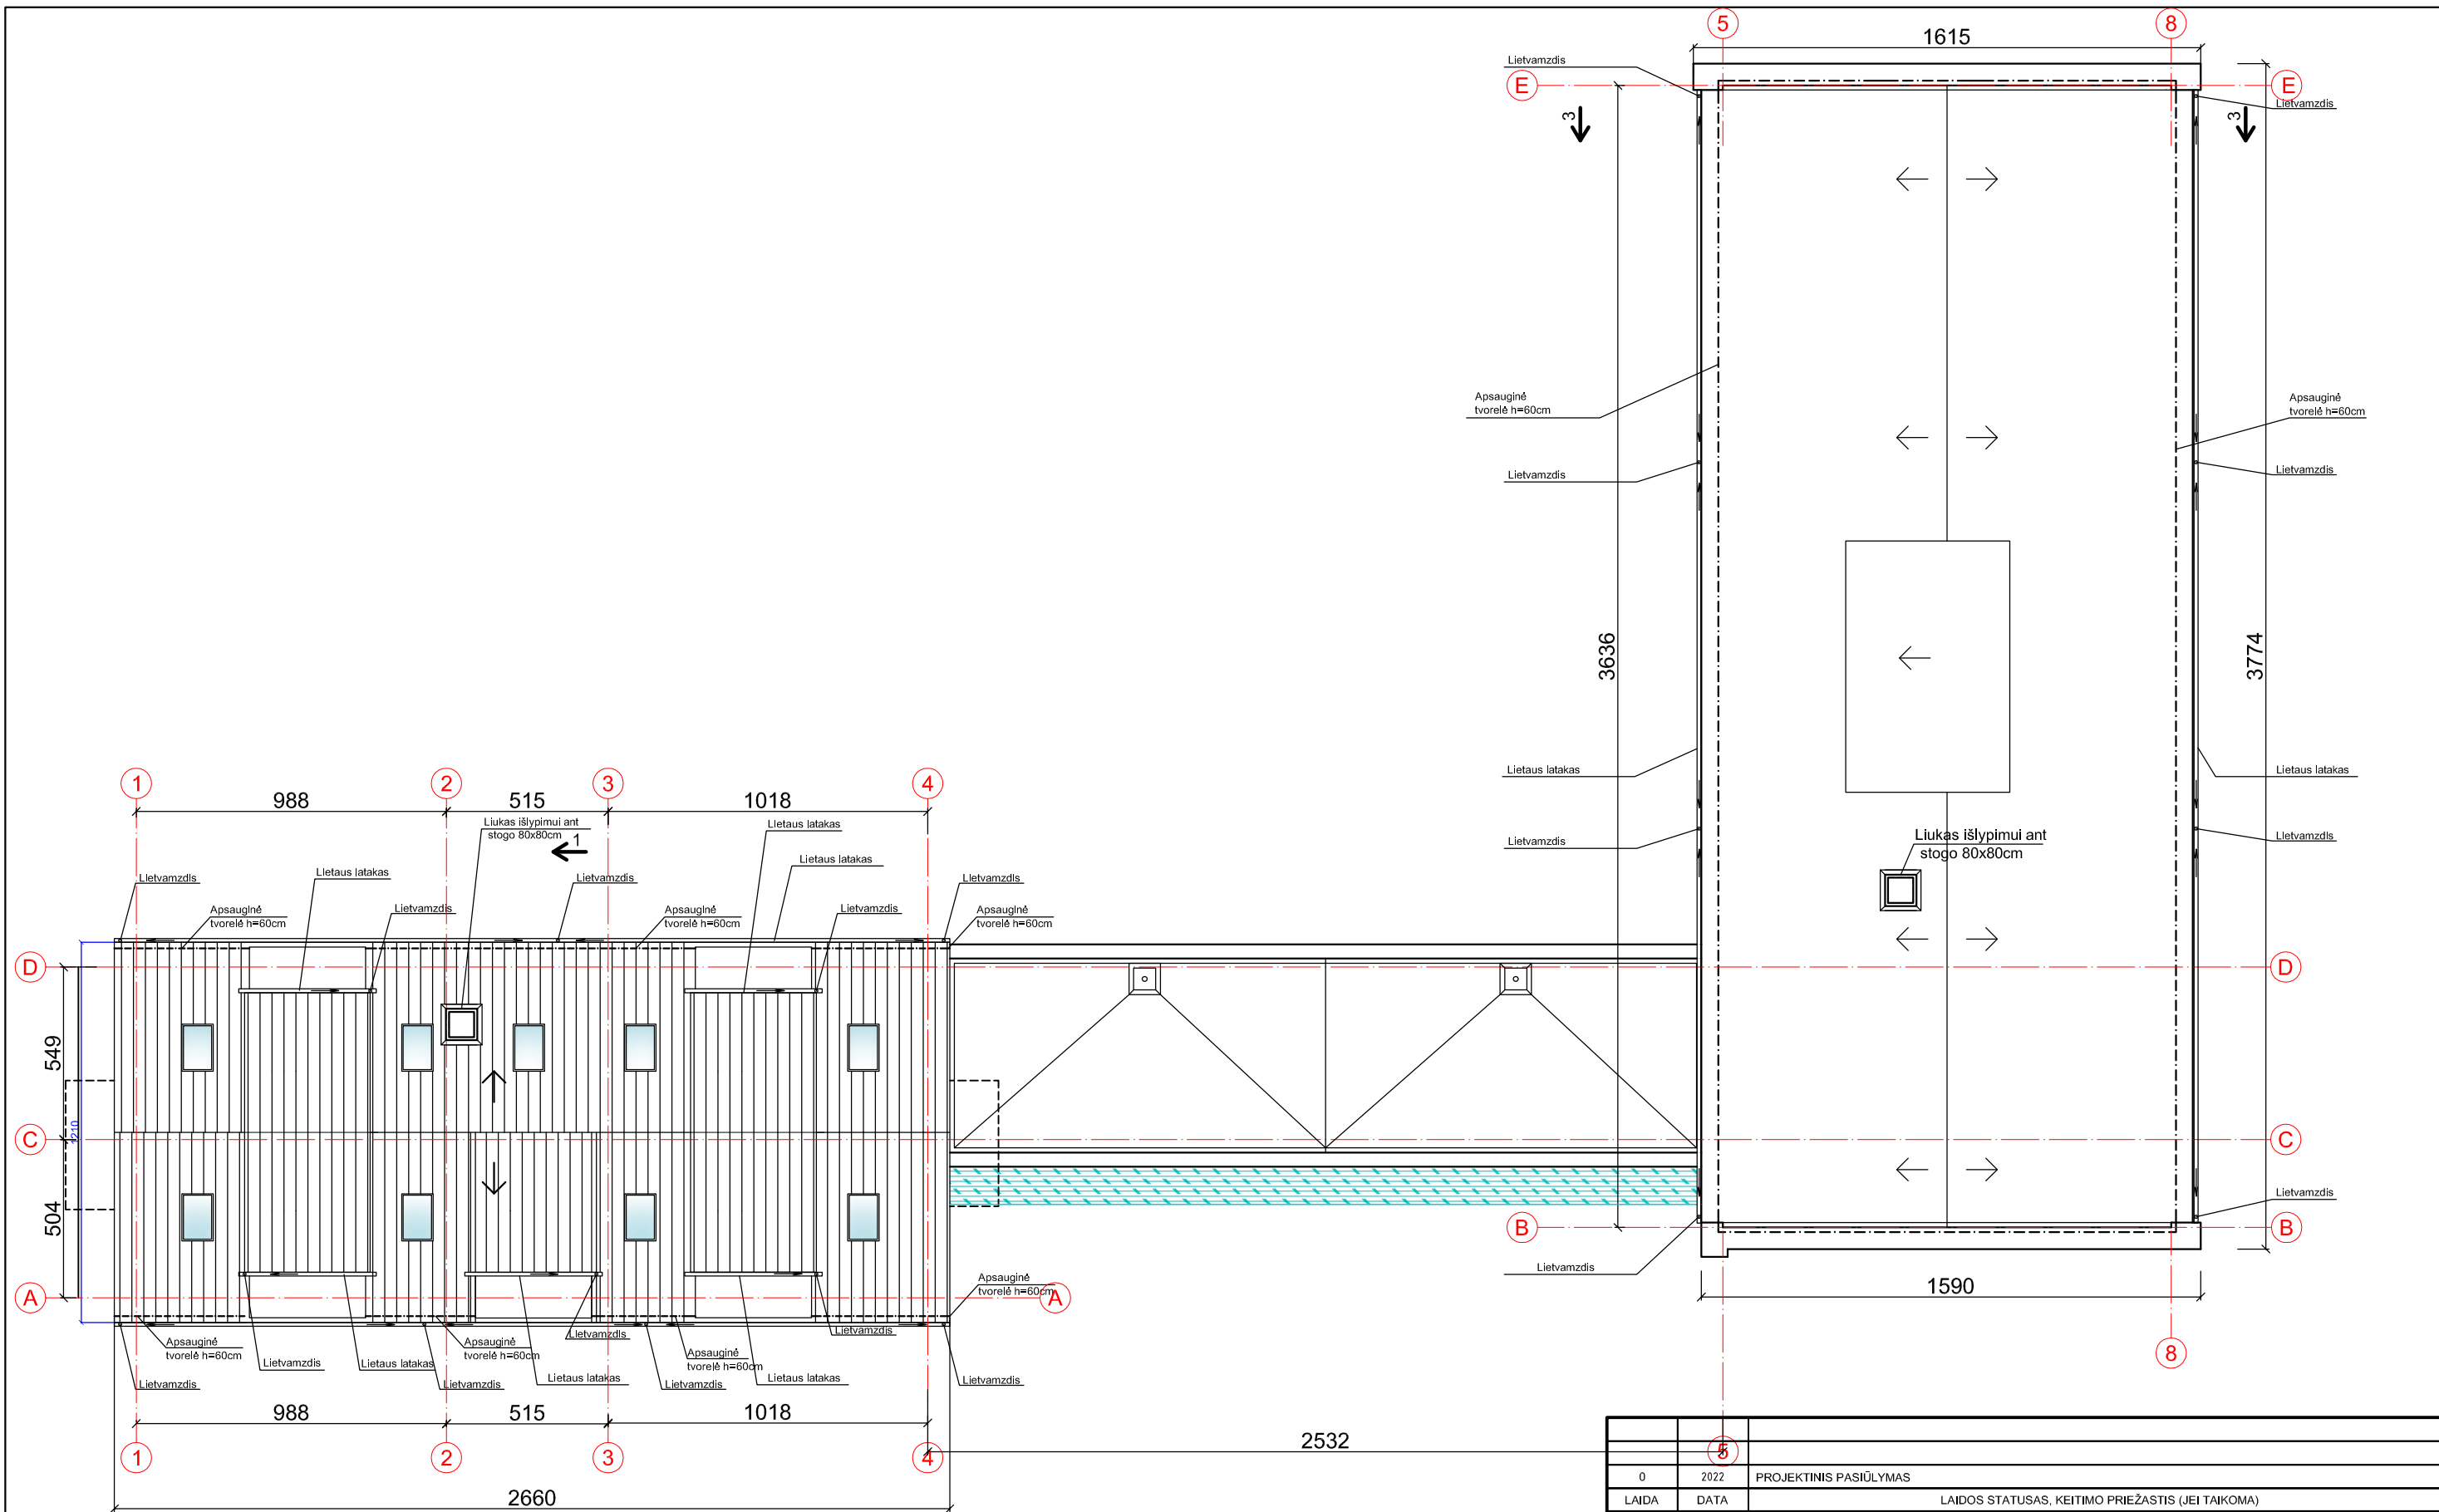 5
8
1615
Lietvamzdis
E
E
Lietvamzdis
3
3
Apsauginė
tvorelė h=60cm
Apsauginė
tvorelė h=60cm
Lietvamzdis
Lietvamzdis
3636
3774
Lietaus latakas
Lietaus latakas
1
2
3
4
988
515
1018
Liukas išlypimui ant
stogo 80x80cm
1
Lietaus latakas
Lietvamzdis
Lietvamzdis
Liukas išlypimui ant
stogo 80x80cm
Lietaus latakas
Lietaus latakas
Lietvamzdis
Lietvamzdis
Lietvamzdis
Apsauginė
tvorelė h=60cm
Lietvamzdis
Apsauginė
tvorelė h=60cm
Lietvamzdis
Apsauginė
tvorelė h=60cm
D
D
549
1210
C
C
504
Lietvamzdis
B
B
Lietvamzdis
A
A
Apsauginė
tvorelė h=60cm
1590
Apsauginė
tvorelė h=60cm
Lietvamzdis
Lietaus latakas
Apsauginė
tvorelė h=60cm
Lietvamzdis
Apsauginė
tvorelė h=60cm
Lietvamzdis
8
Lietvamzdis
Lietvamzdis
Lietaus latakas
Lietvamzdis
Lietaus latakas
Lietvamzdis
988
515
1018
1
2
3
4
2532
5
2660
0 2022 PROJEKTINIS PASIŪLYMAS
LAIDA DATA LAIDOS STATUSAS, KEITIMO PRIEŽASTIS (JEI TAIKOMA)